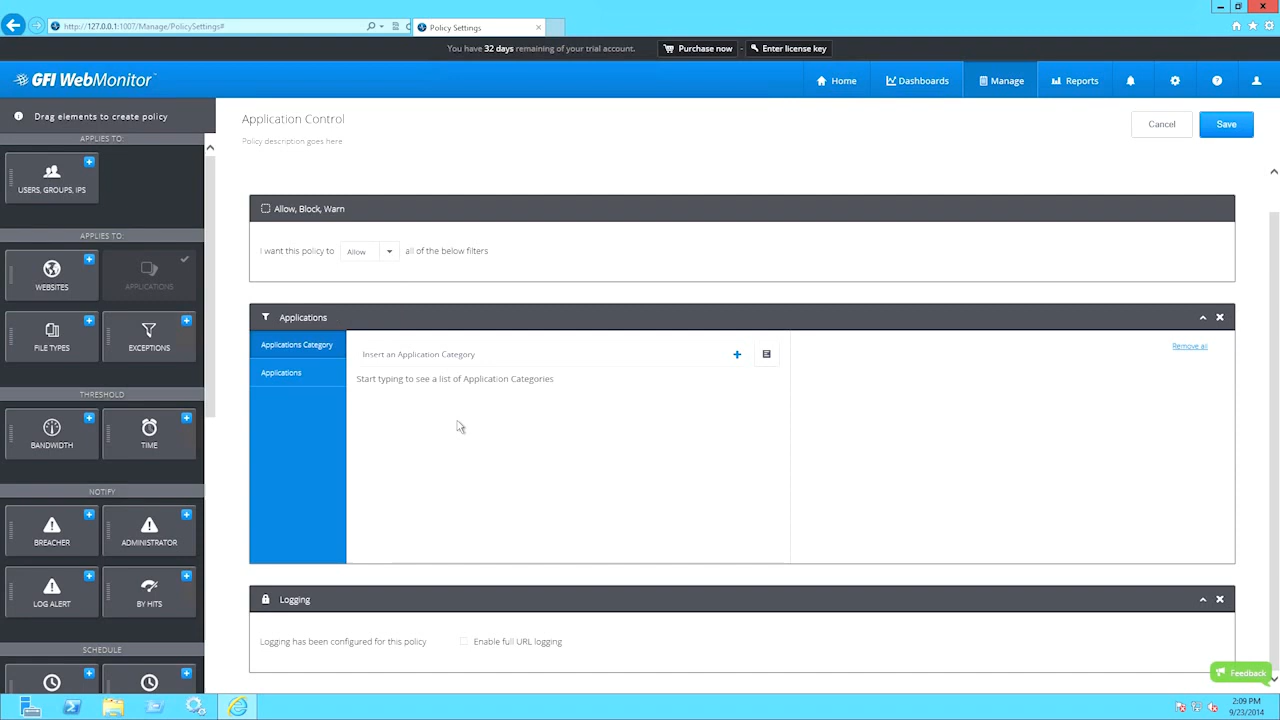 http://127.0.0.1:1007/Manage/PolicySettings#
Policy Settings
You have 32 days remaining of your trial account.
Purchase now
-
Enter license key
GFI WebMonitor™
Home
Dashboards
Manage
Reports
Drag elements to create policy
APPLIES TO:
USERS, GROUPS, IPS
APPLIES TO:
WEBSITES
APPLICATIONS
FILE TYPES
EXCEPTIONS
THRESHOLD
BANDWIDTH
TIME
NOTIFY
BREACHER
ADMINISTRATOR
LOG ALERT
BY HITS
SCHEDULE
Application Control
Policy description goes here
Cancel
Save
Allow, Block, Warn
I want this policy to Allow all of the below filters
Applications
Applications Category
Applications
Insert an Application Category
Start typing to see a list of Application Categories
Remove all
Logging
Logging has been configured for this policy
Enable full URL logging
Feedback
2:09 PM
9/23/2014